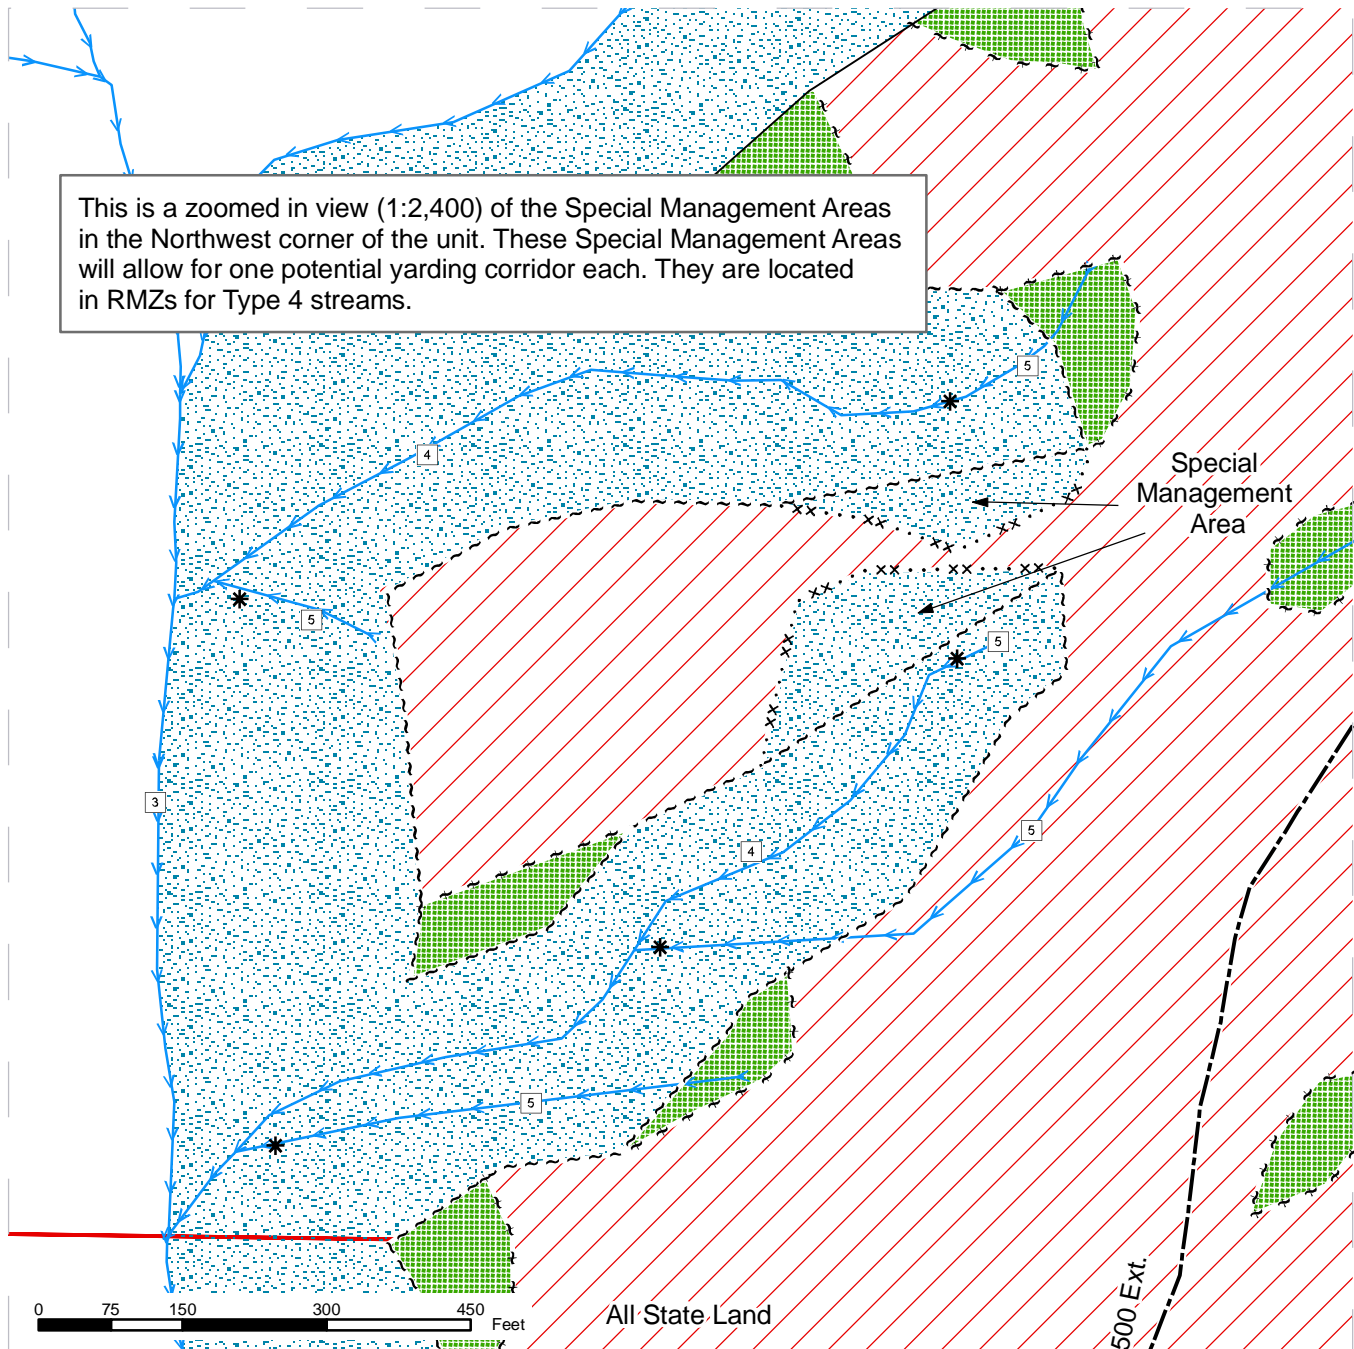 This is a zoomed in view (1:2,400) of the Special Management Areas
in the Northwest corner of the unit. These Special Management Areas
will allow for one potential yarding corridor each. They are located
in RMZs for Type 4 streams.
5
4
Special
Management
Area
5
5
3
5
4
5
500 Ext.
0 75 150 300 450
Feet
All State Land